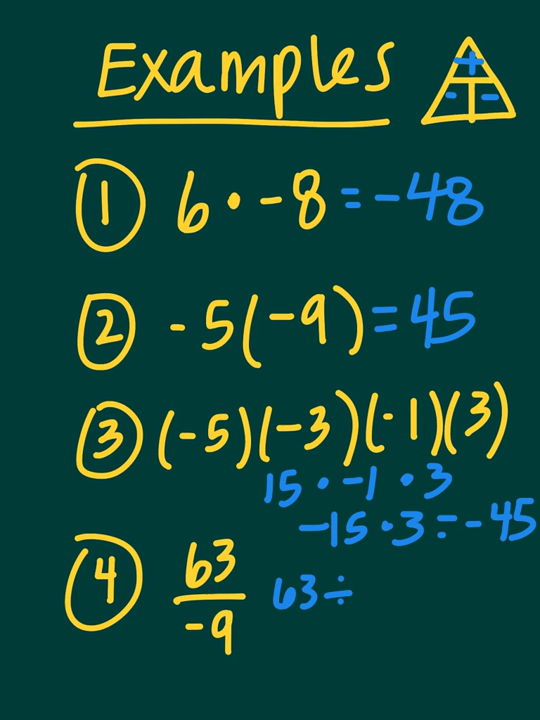 Examples
+
- -
① 6 · -8 = -48
② -5(-9) = 45
③ (-5)(-3)(-1)(3)
15 · -1 · 3
-15 · 3 = -45
④ 63/-9 63 ÷